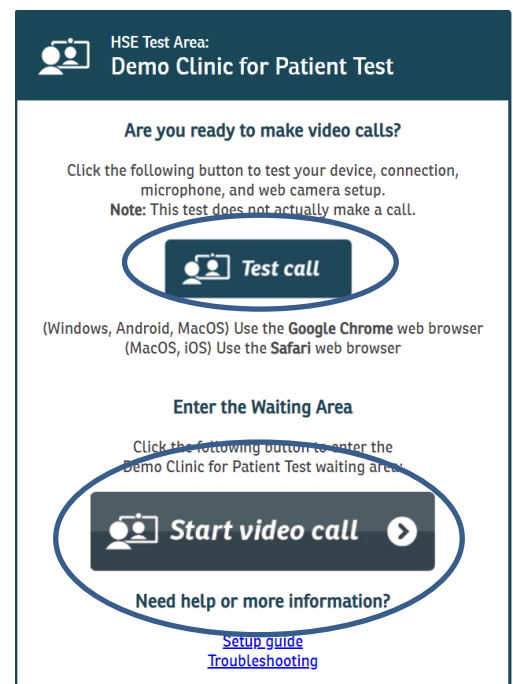 HSE Test Area:
Demo Clinic for Patient Test
Are you ready to make video calls?
Click the following button to test your device, connection,
microphone, and web camera setup.
Note: This test does not actually make a call.
Test call
(Windows, Android, MacOS) Use the Google Chrome web browser
(MacOS, iOS) Use the Safari web browser
Enter the Waiting Area
Click the following button to enter the
Demo Clinic for Patient Test waiting area:
Start video call
Need help or more information?
Setup guide
Troubleshooting